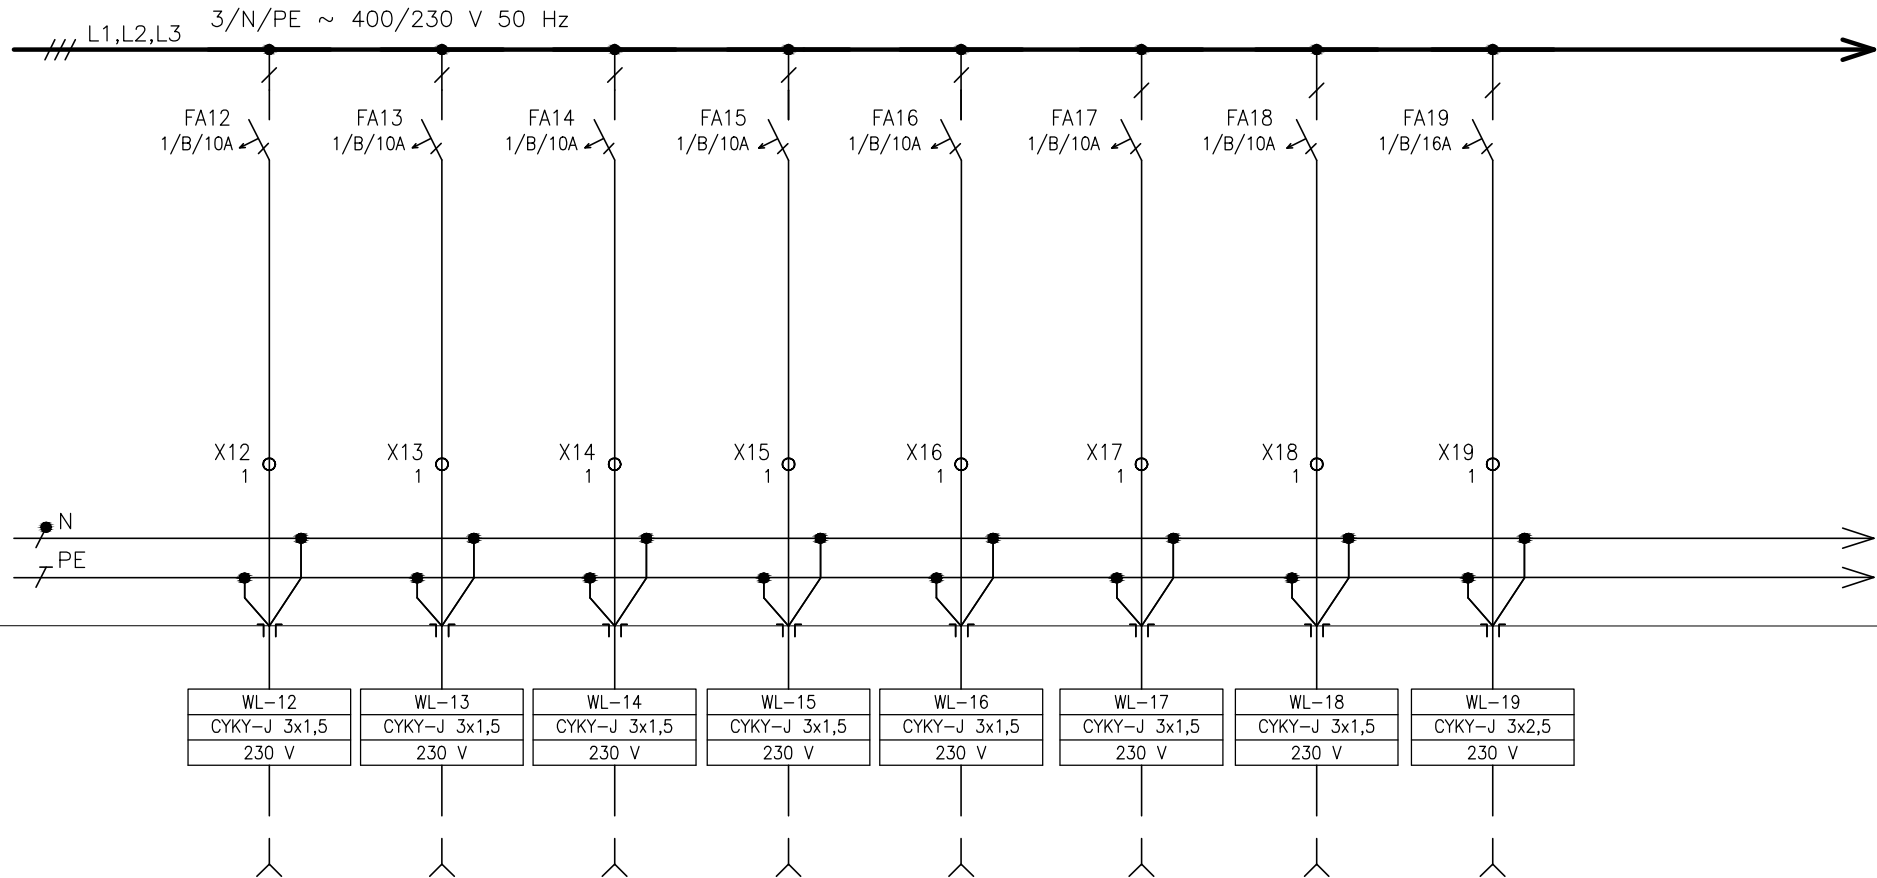 3/N/PE ~ 400/230 V 50 Hz
L1,L2,L3
FA12 FA13 FA14 FA15 FA16 FA17 FA18 FA19
1/B/10A 1/B/10A 1/B/10A 1/B/10A 1/B/10A 1/B/10A 1/B/10A 1/B/16A
X12 X13 X14 X15 X16 X17 X18 X19
1 1 1 1 1 1 1 1
N
PE
WL-12 WL-13 WL-14 WL-15 WL-16 WL-17 WL-18 WL-19
CYKY-J 3x1,5 CYKY-J 3x1,5 CYKY-J 3x1,5 CYKY-J 3x1,5 CYKY-J 3x1,5 CYKY-J 3x1,5 CYKY-J 3x1,5 CYKY-J 3x2,5
230 V 230 V 230 V 230 V 230 V 230 V 230 V 230 V